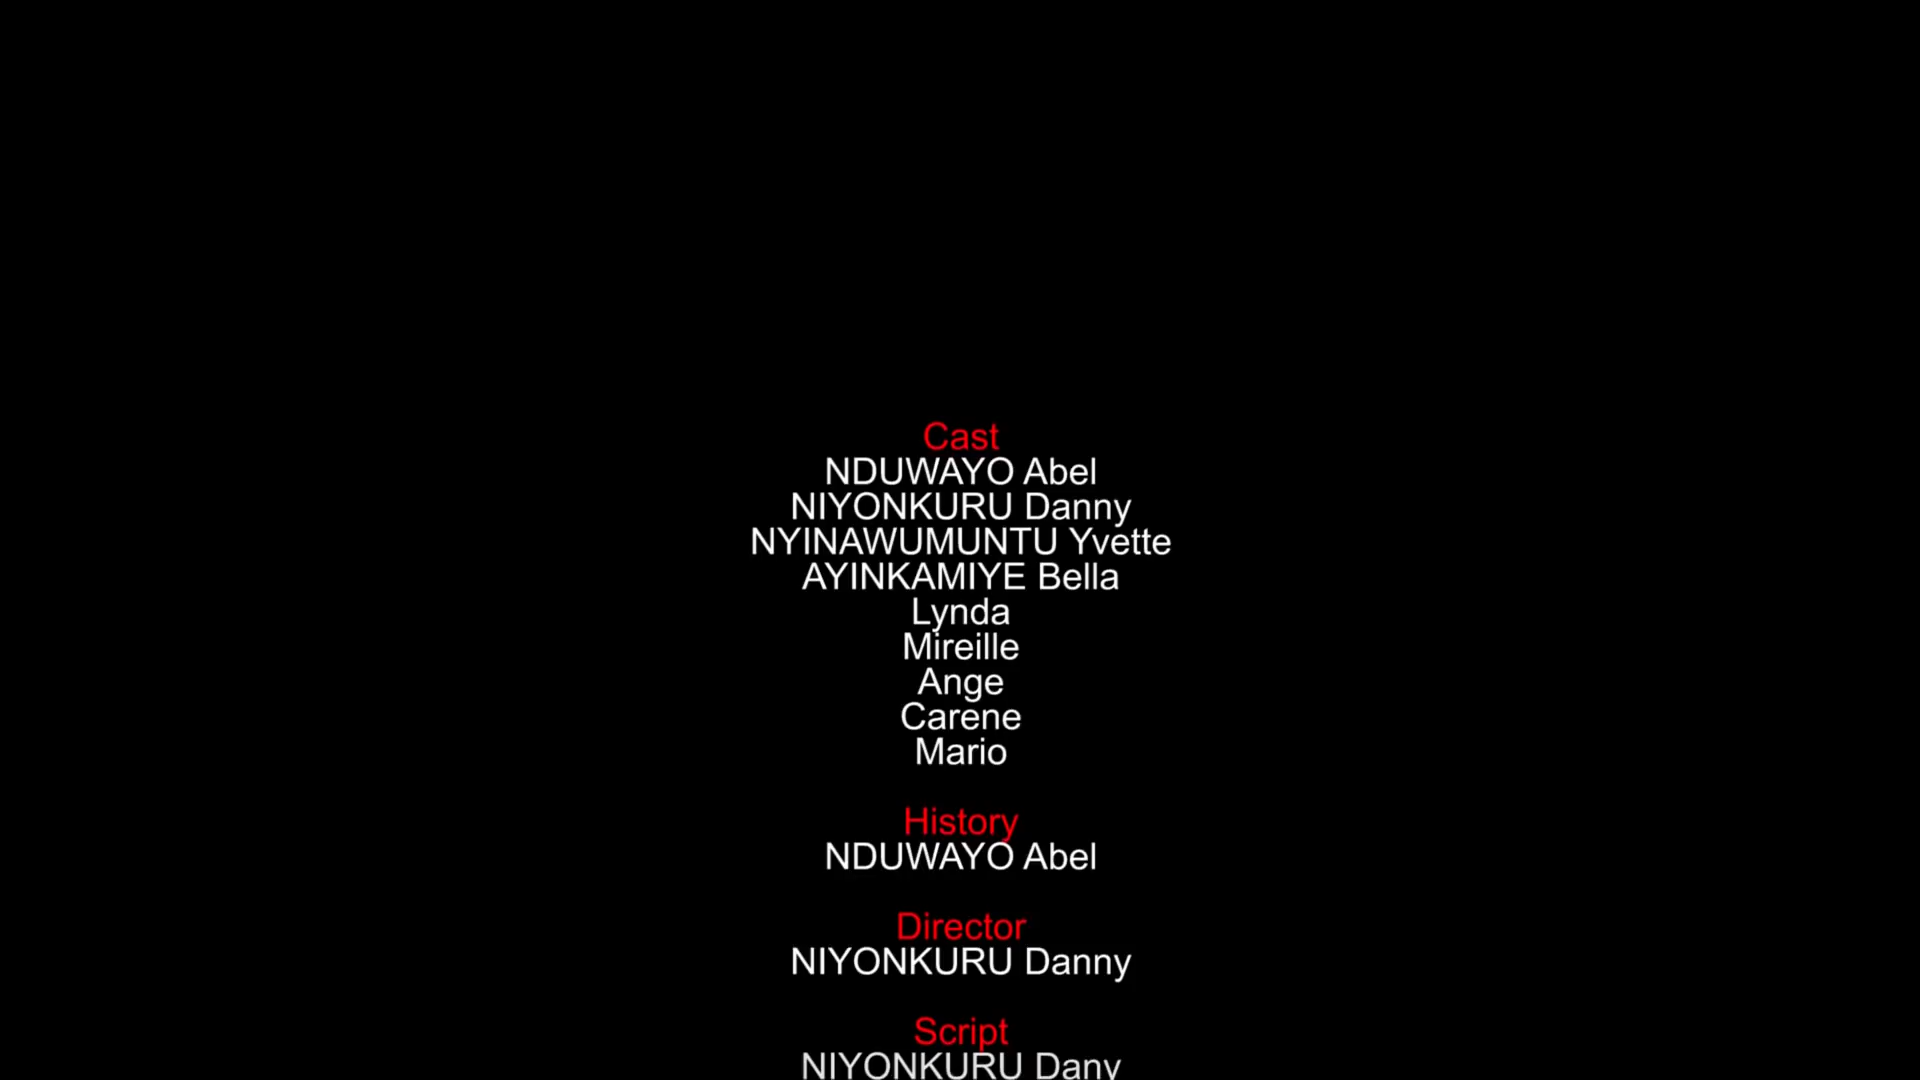 Cast
NDUWAYO Abel
NIYONKURU Danny
NYINAWUMUNTU Yvette
AYINKAMIYE Bella
Lynda
Mireille
Ange
Carene
Mario
History
NDUWAYO Abel
Director
NIYONKURU Danny
Script
NIYONKURU Dany